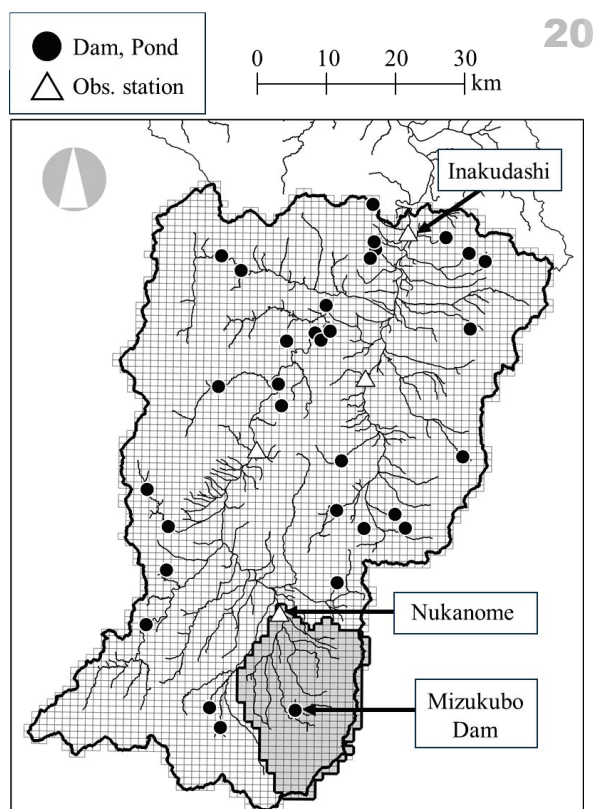 20
Dam, Pond
Obs. station
0 10 20 30
km
Inakudashi
Nukanome
Mizukubo
Dam